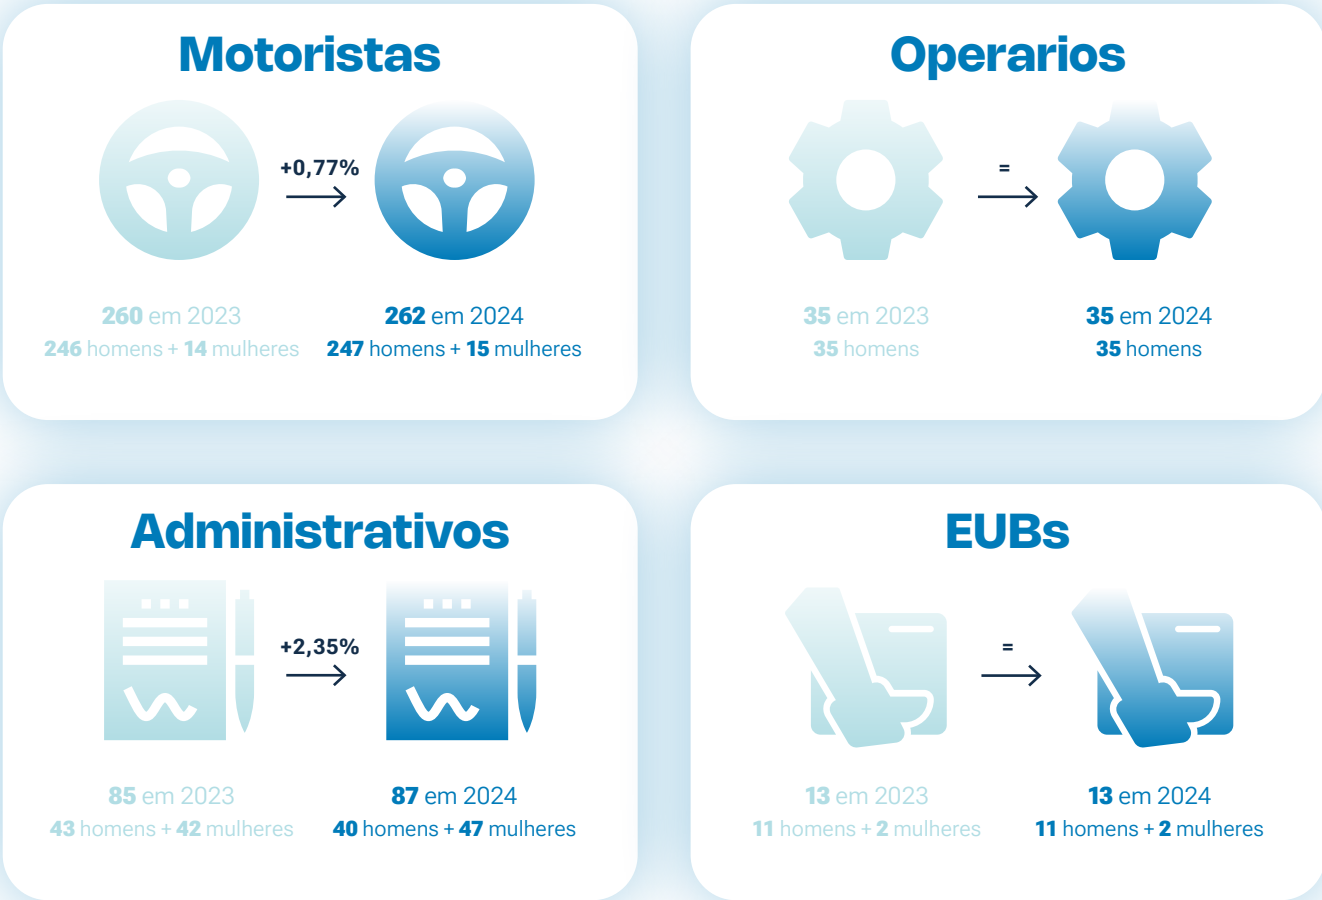 Motoristas
+0,77%
260 em 2023
246 homens + 14 mulheres
262 em 2024
247 homens + 15 mulheres
Operarios
=
35 em 2023
35 homens
35 em 2024
35 homens
Administrativos
+2,35%
85 em 2023
43 homens + 42 mulheres
87 em 2024
40 homens + 47 mulheres
EUBs
=
13 em 2023
11 homens + 2 mulheres
13 em 2024
11 homens + 2 mulheres